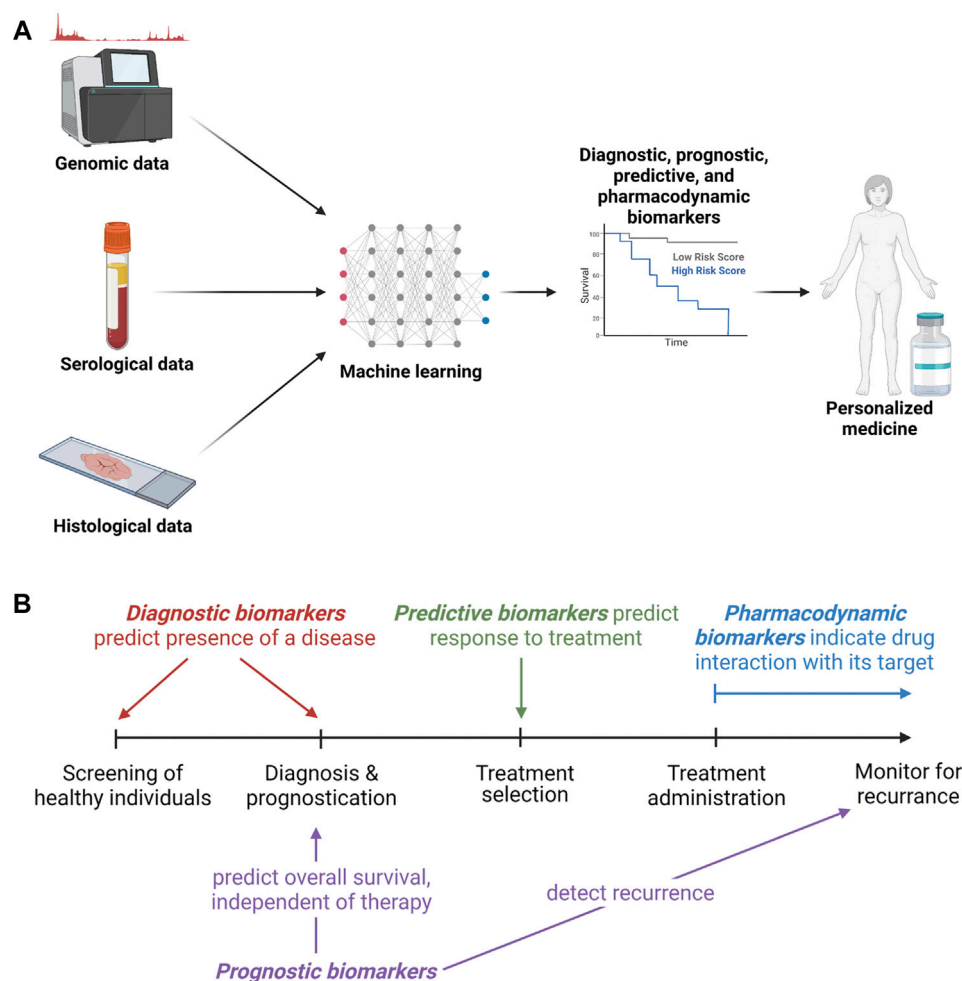 A
Genomic data
Serological data
Histological data
Machine learning
Diagnostic, prognostic,
predictive, and
pharmacodynamic
biomarkers
100
80
60
40
20
0
Survival
Low Risk Score
High Risk Score
Time
Personalized
medicine
B
Diagnostic biomarkers
predict presence of a disease
Predictive biomarkers predict
response to treatment
Pharmacodynamic
biomarkers indicate drug
interaction with its target
Screening of
healthy individuals
Diagnosis &
prognostication
Treatment
selection
Treatment
administration
Monitor for
recurrance
predict overall survival,
independent of therapy
detect recurrence
Prognostic biomarkers